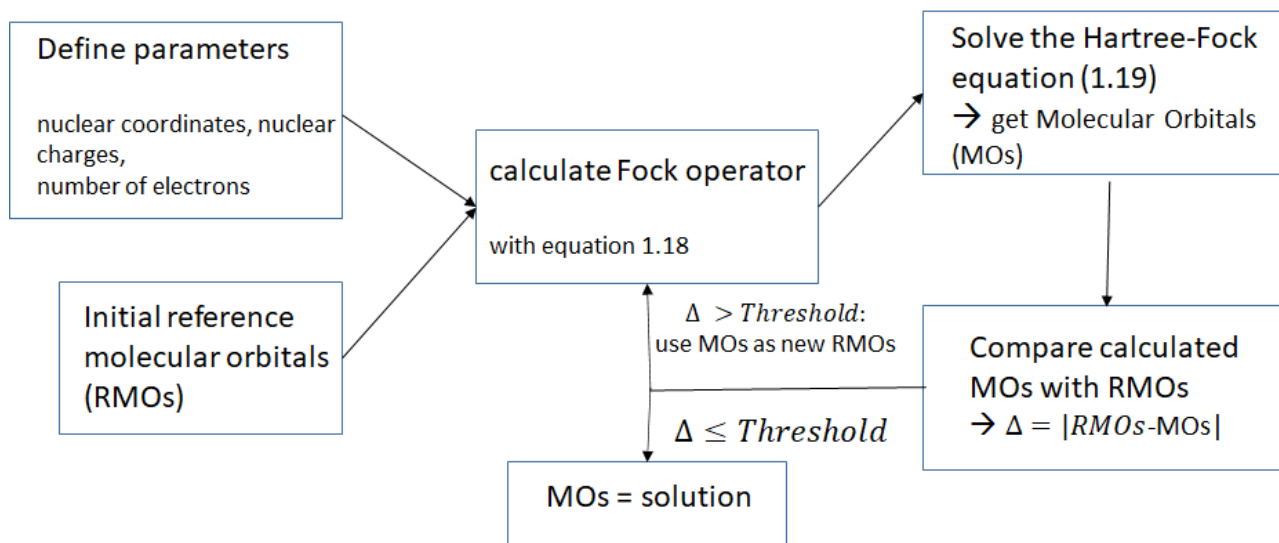 Define parameters
nuclear coordinates, nuclear
charges,
number of electrons
Initial reference
molecular orbitals
(RMOs)
calculate Fock operator
with equation 1.18
Solve the Hartree-Fock
equation (1.19)
→ get Molecular Orbitals
(MOs)
Compare calculated
MOs with RMOs
→ Δ = |RMOs-MOs|
Δ > Threshold:
use MOs as new RMOs
Δ ≤ Threshold
MOs = solution